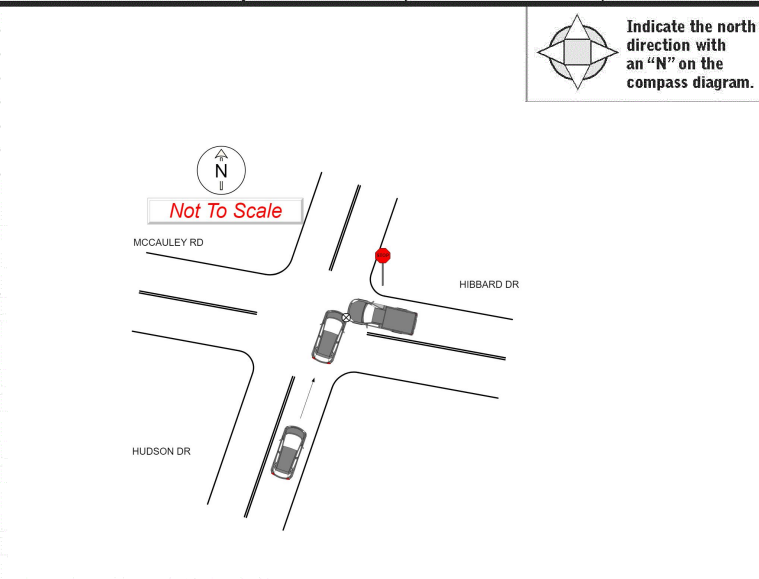 Indicate the north
direction with
an “N” on the
compass diagram.
N
Not To Scale
MCCAULEY RD
HIBBARD DR
HUDSON DR